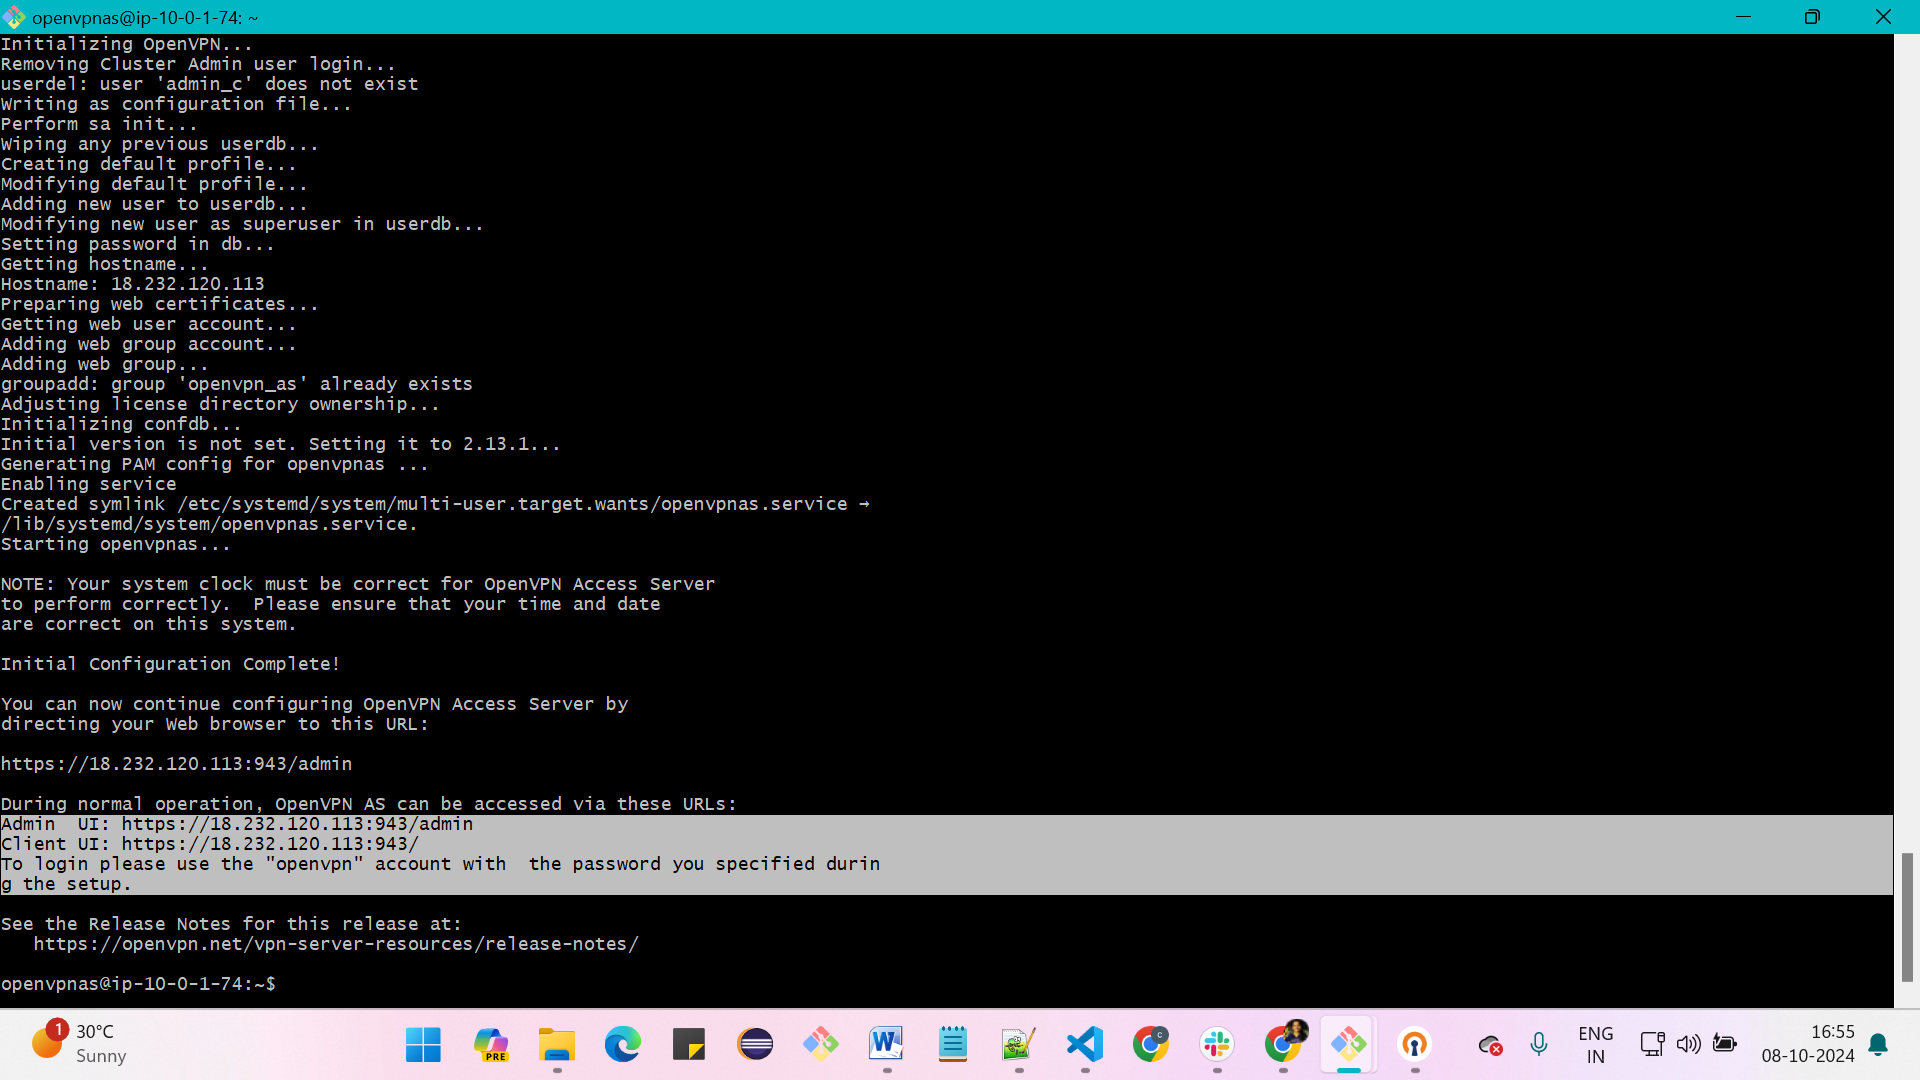 openvpnas@ip-10-0-1-74: ~
Initializing OpenVPN...
Removing Cluster Admin user login...
userdel: user 'admin_c' does not exist
Writing as configuration file...
Perform sa init...
Wiping any previous userdb...
Creating default profile...
Modifying default profile...
Adding new user to userdb...
Modifying new user as superuser in userdb...
Setting password in db...
Getting hostname...
Hostname: 18.232.120.113
Preparing web certificates...
Getting web user account...
Adding web group account...
Adding web group...
groupadd: group 'openvpn_as' already exists
Adjusting license directory ownership...
Initializing confdb...
Initial version is not set. Setting it to 2.13.1...
Generating PAM config for openvpnas ...
Enabling service
Created symlink /etc/systemd/system/multi-user.target.wants/openvpnas.service →
/lib/systemd/system/openvpnas.service.
Starting openvpnas...
NOTE: Your system clock must be correct for OpenVPN Access Server
to perform correctly.  Please ensure that your time and date
are correct on this system.
Initial Configuration Complete!
You can now continue configuring OpenVPN Access Server by
directing your Web browser to this URL:
https://18.232.120.113:943/admin
During normal operation, OpenVPN AS can be accessed via these URLs:
Admin  UI: https://18.232.120.113:943/admin
Client UI: https://18.232.120.113:943/
To login please use the "openvpn" account with  the password you specified durin
g the setup.
See the Release Notes for this release at:
   https://openvpn.net/vpn-server-resources/release-notes/
openvpnas@ip-10-0-1-74:~$
1
30°C
Sunny
PRE
W
c
ENG
IN
16:55
08-10-2024